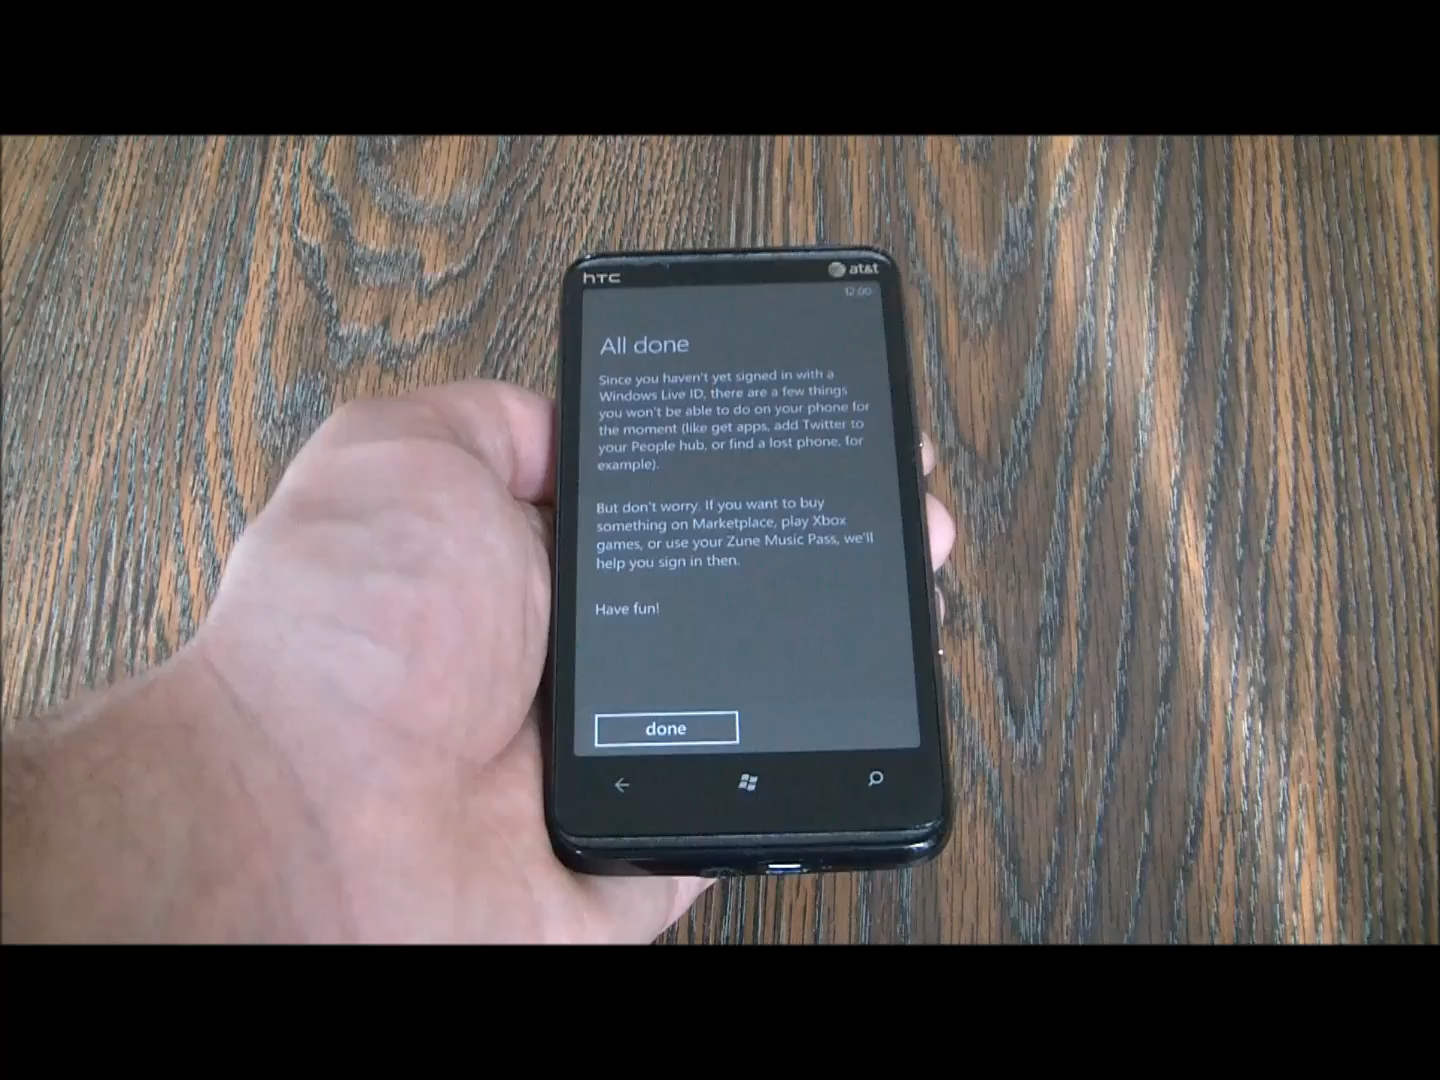 hTC
at&t
12:00
All done
Since you haven't yet signed in with a
Windows Live ID, there are a few things
you won't be able to do on your phone for
the moment (like get apps, add Twitter to
your People hub, or find a lost phone, for
example).
But don't worry. If you want to buy
something on Marketplace, play Xbox
games, or use your Zune Music Pass, we'll
help you sign in then.
Have fun!
done